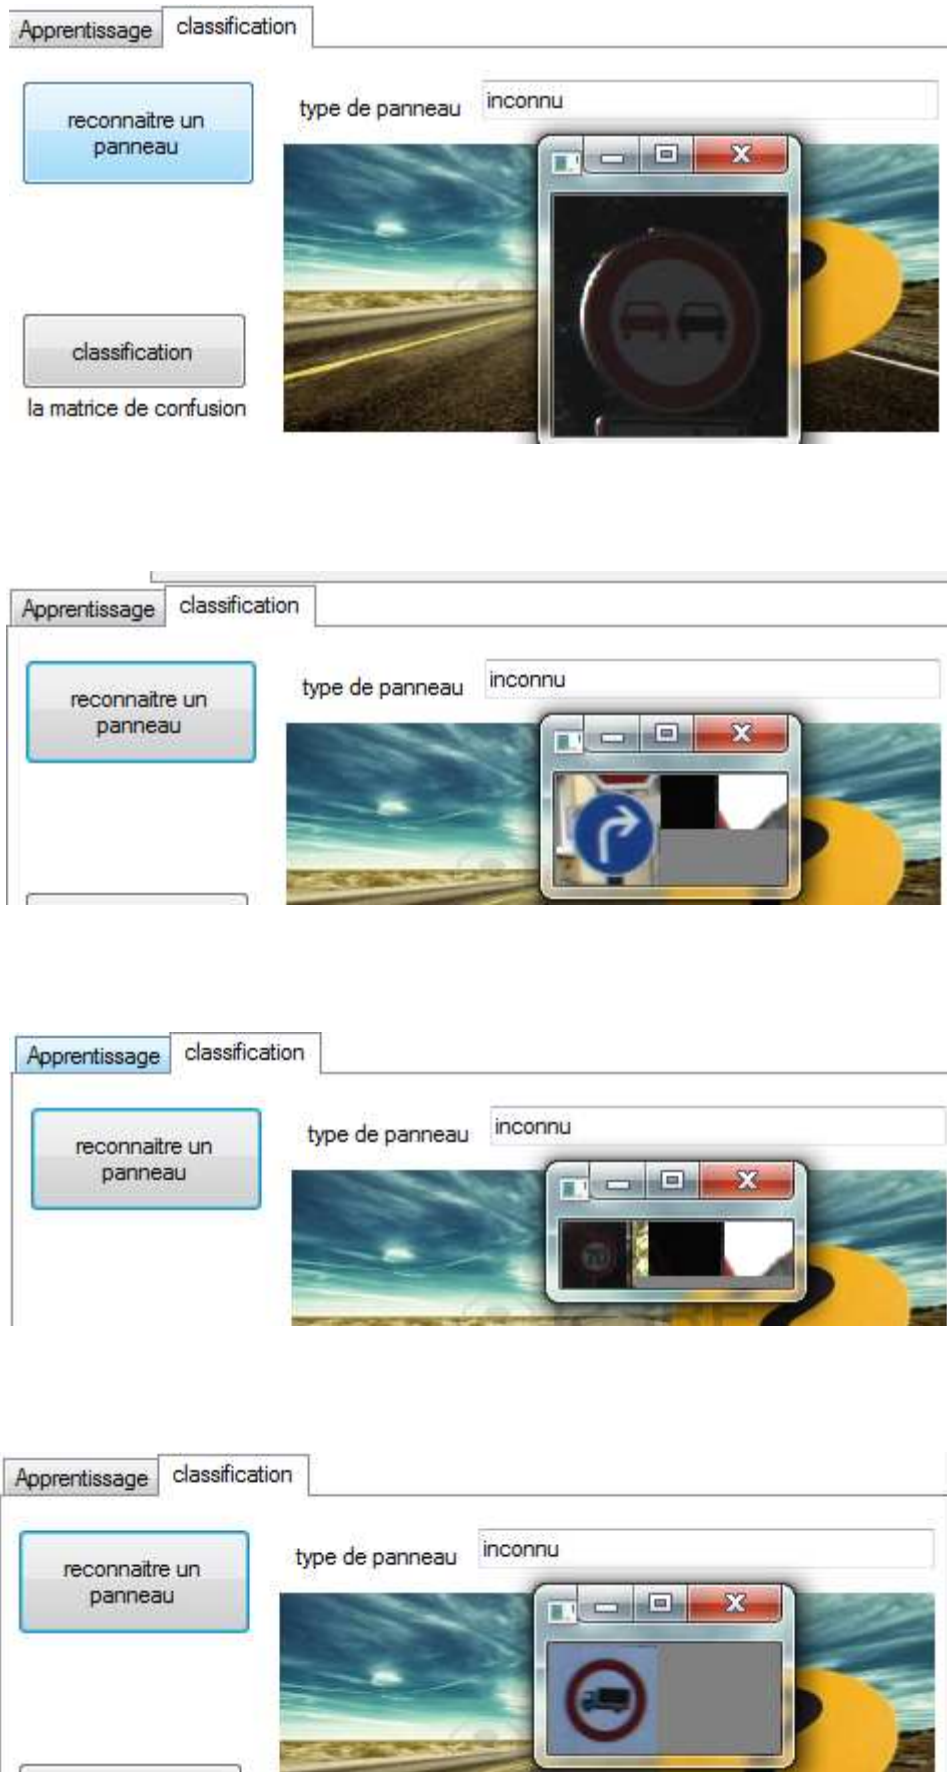 Apprentissage classification
reconnaitre un
panneau
type de panneau inconnu
classification
la matrice de confusion
Apprentissage classification
reconnaitre un
panneau
type de panneau inconnu
Apprentissage classification
reconnaitre un
panneau
type de panneau inconnu
70
Apprentissage classification
reconnaitre un
panneau
type de panneau inconnu